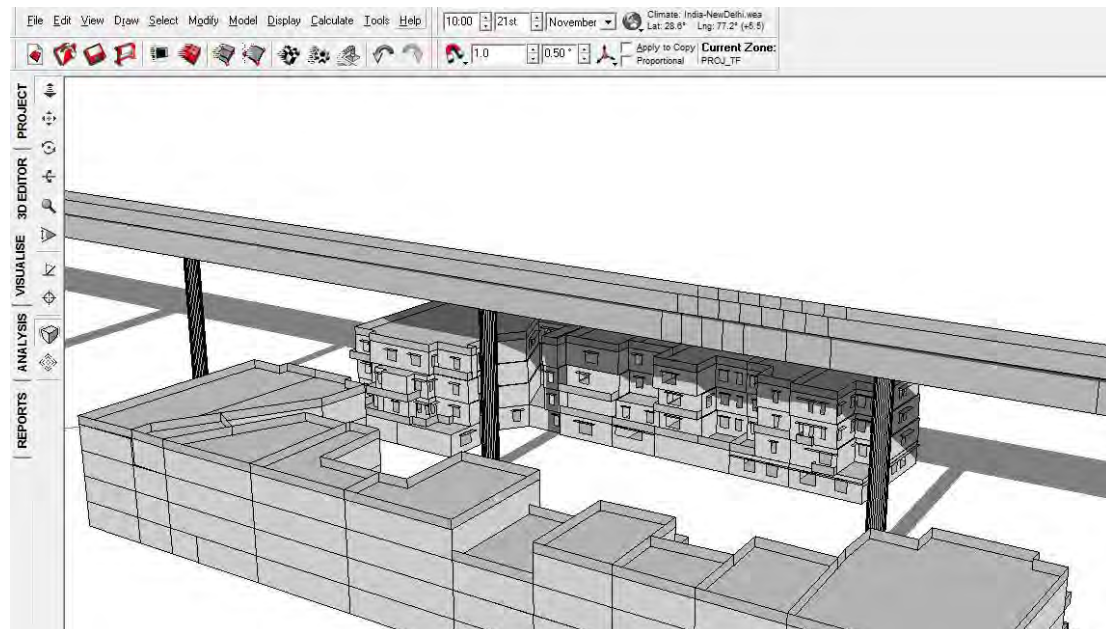 File Edit View Draw Select Modify Model Display Calculate Tools Help
10:00 21st November
Climate: India-NewDelhi.wea
Lat: 28.6° Lng: 77.2° (+5.5)
1.0 0.50 °
Apply to Copy
Proportional
Current Zone:
PROJ_TF
PROJECT
3D EDITOR
VISUALISE
ANALYSIS
REPORTS